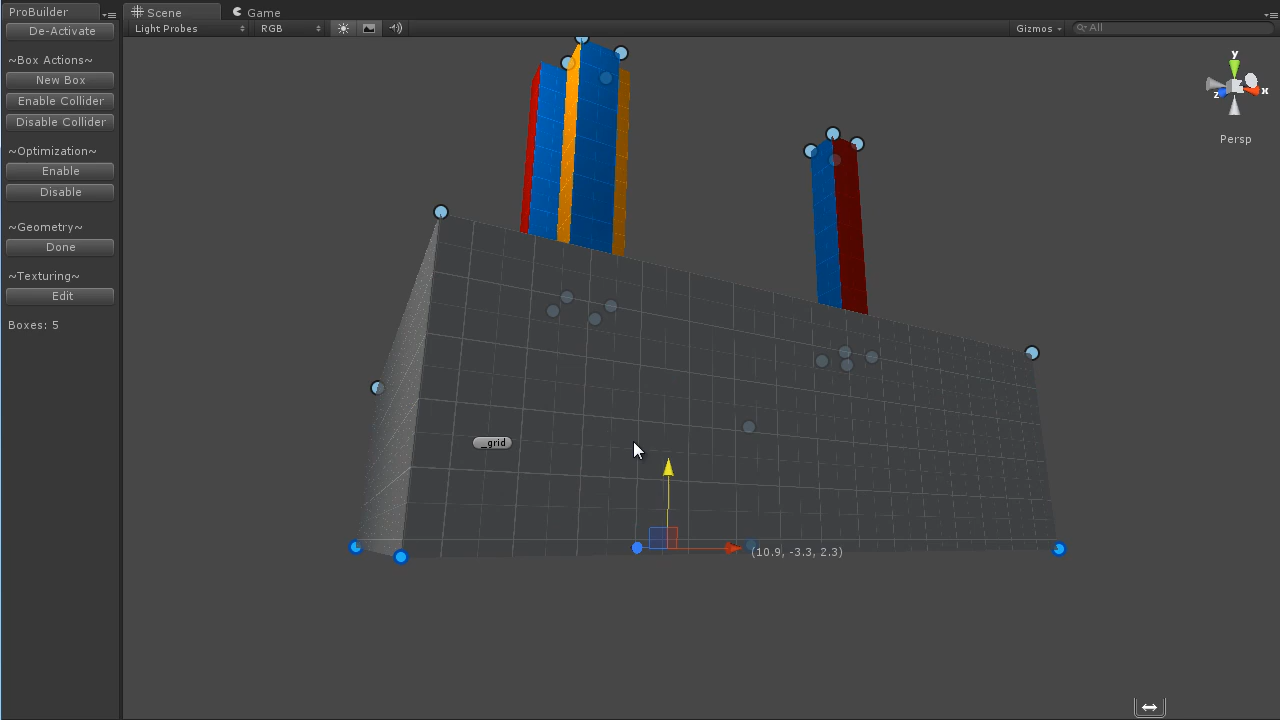 ProBuilder
De-Activate
~Box Actions~
New Box
Enable Collider
Disable Collider
~Optimization~
Enable
Disable
~Geometry~
Done
~Texturing~
Edit
Boxes: 5
Scene
Game
Light Probes
RGB
Gizmos
All
y
x
z
Persp
_grid
(10.9, -3.3, 2.3)